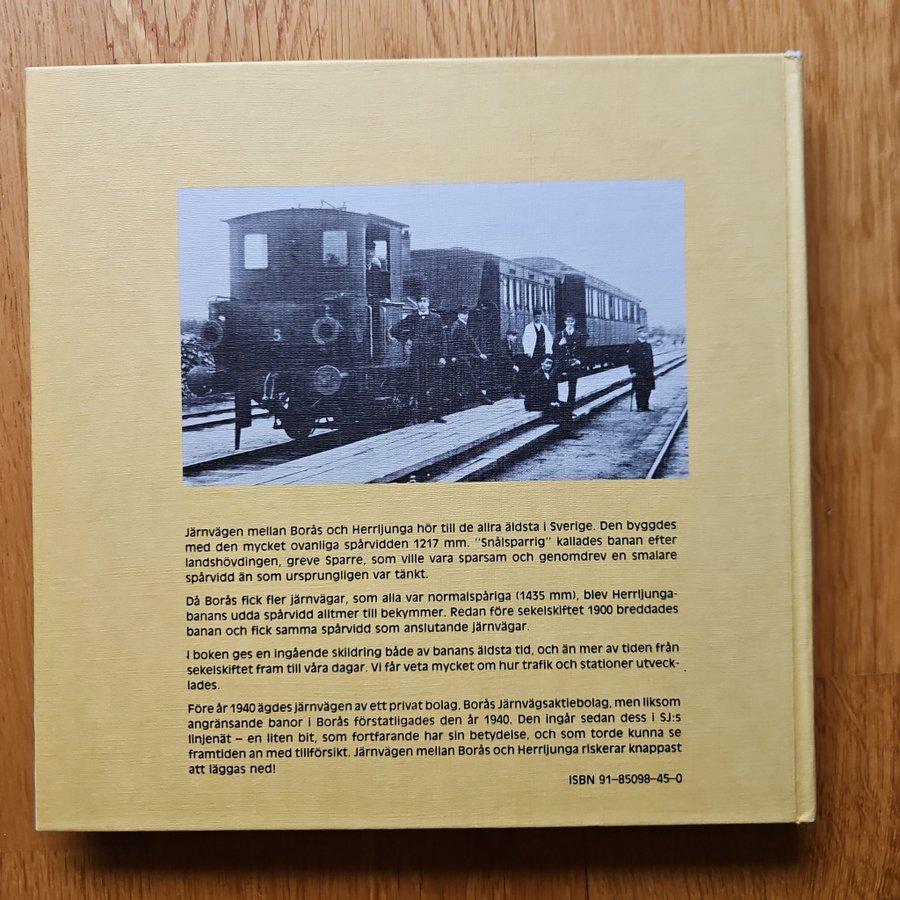 5
Järnvägen mellan Borås och Herrljunga hör till de allra äldsta i Sverige. Den byggdes
med den mycket ovanliga spårvidden 1217 mm. "Snålsparrig" kallades banan efter
landshövdingen, greve Sparre, som ville vara sparsam och genomdrev en smalare
spårvidd än som ursprungligen var tänkt.
Då Borås fick fler järnvägar, som alla var normalspåriga (1435 mm), blev Herrljunga-
banans udda spårvidd alltmer till bekymmer. Redan före sekelskiftet 1900 breddades
banan och fick samma spårvidd som anslutande järnvägar.
I boken ges en ingående skildring både av banans äldsta tid, och än mer av tiden från
sekelskiftet fram till våra dagar. Vi får veta mycket om hur trafik och stationer utveck-
lades.
Före år 1940 ägdes järnvägen av ett privat bolag, Borås Järnvägsaktiebolag, men liksom
angränsande banor i Borås förstatligades den år 1940. Den ingår sedan dess i SJ:s
linjenät – en liten bit, som fortfarande har sin betydelse, och som torde kunna se
framtiden an med tillförsikt. Järnvägen mellan Borås och Herrljunga riskerar knappast
att läggas ned!
ISBN 91–85098–45–0